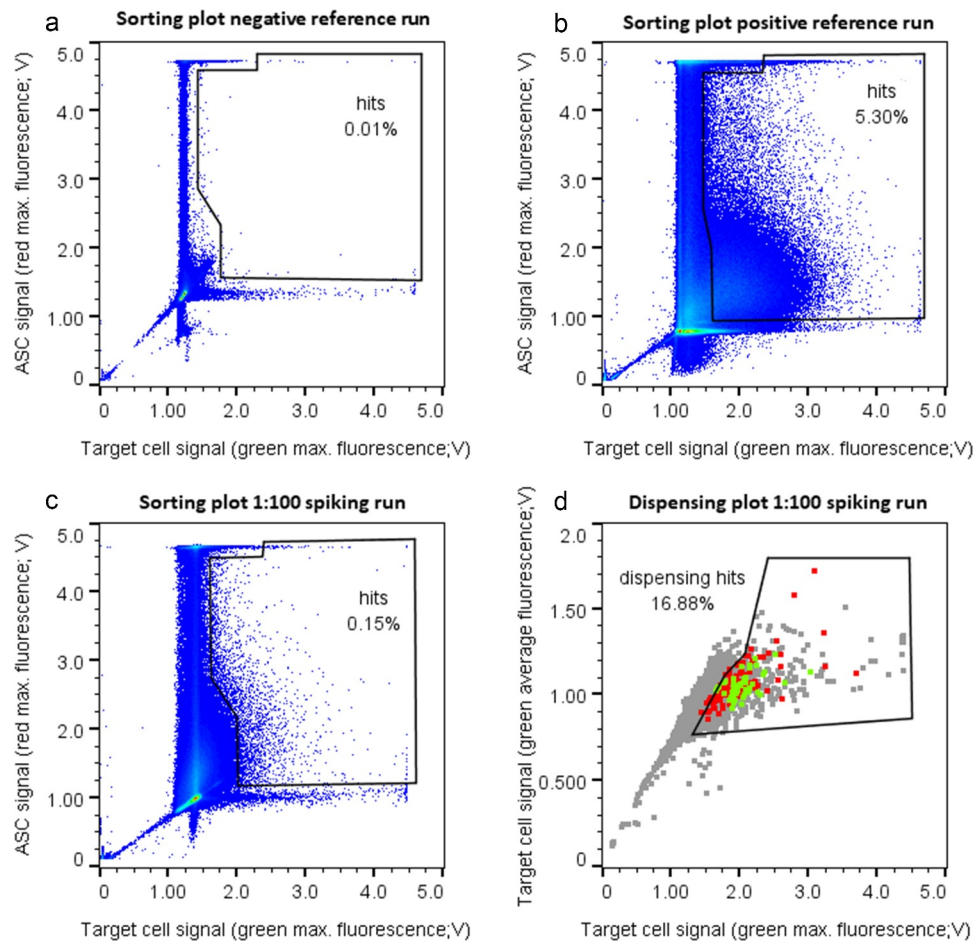 a
Sorting plot negative reference run
5.0
4.0
3.0
2.0
1.00
0
ASC signal (red max. fluorescence; V)
hits
0.01%
0 1.00 2.0 3.0 4.0 5.0
Target cell signal (green max. fluorescence;V)
b
Sorting plot positive reference run
5.0
4.0
3.0
2.0
1.00
0
ASC signal (red max. fluorescence; V)
hits
5.30%
0 1.00 2.0 3.0 4.0 5.0
Target cell signal (green max. fluorescence;V)
c
Sorting plot 1:100 spiking run
5.0
4.0
3.0
2.0
1.00
0
ASC signal (red max. fluorescence; V)
hits
0.15%
0 1.00 2.0 3.0 4.0 5.0
Target cell signal (green max. fluorescence;V)
d
Dispensing plot 1:100 spiking run
2.0
1.50
1.00
0.500
0
Target cell signal (green average fluorescence;V)
dispensing hits
16.88%
0 1.00 2.0 3.0 4.0 5.0
Target cell signal (green max. fluorescence;V)